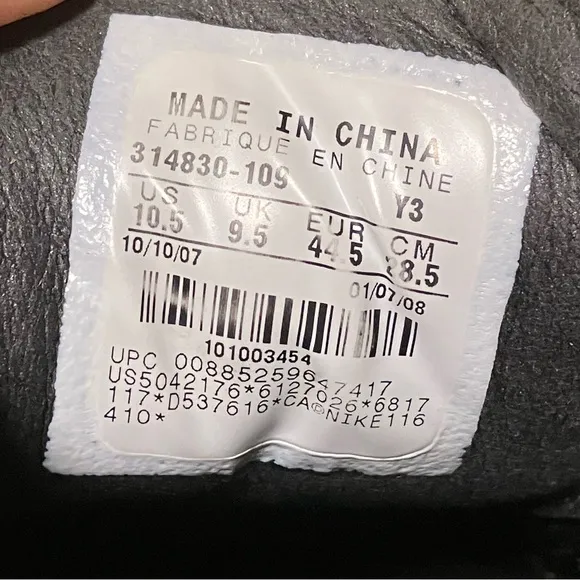 MADE IN CHINA
FABRIQUE EN CHINE
314830-109 Y3
US UK EUR CM
10.5 9.5 44.5 28.5
10/10/07 01/07/08
101003454
UPC
US5042176*6127026*6817
117*D537616*CA©NIKE116
410*